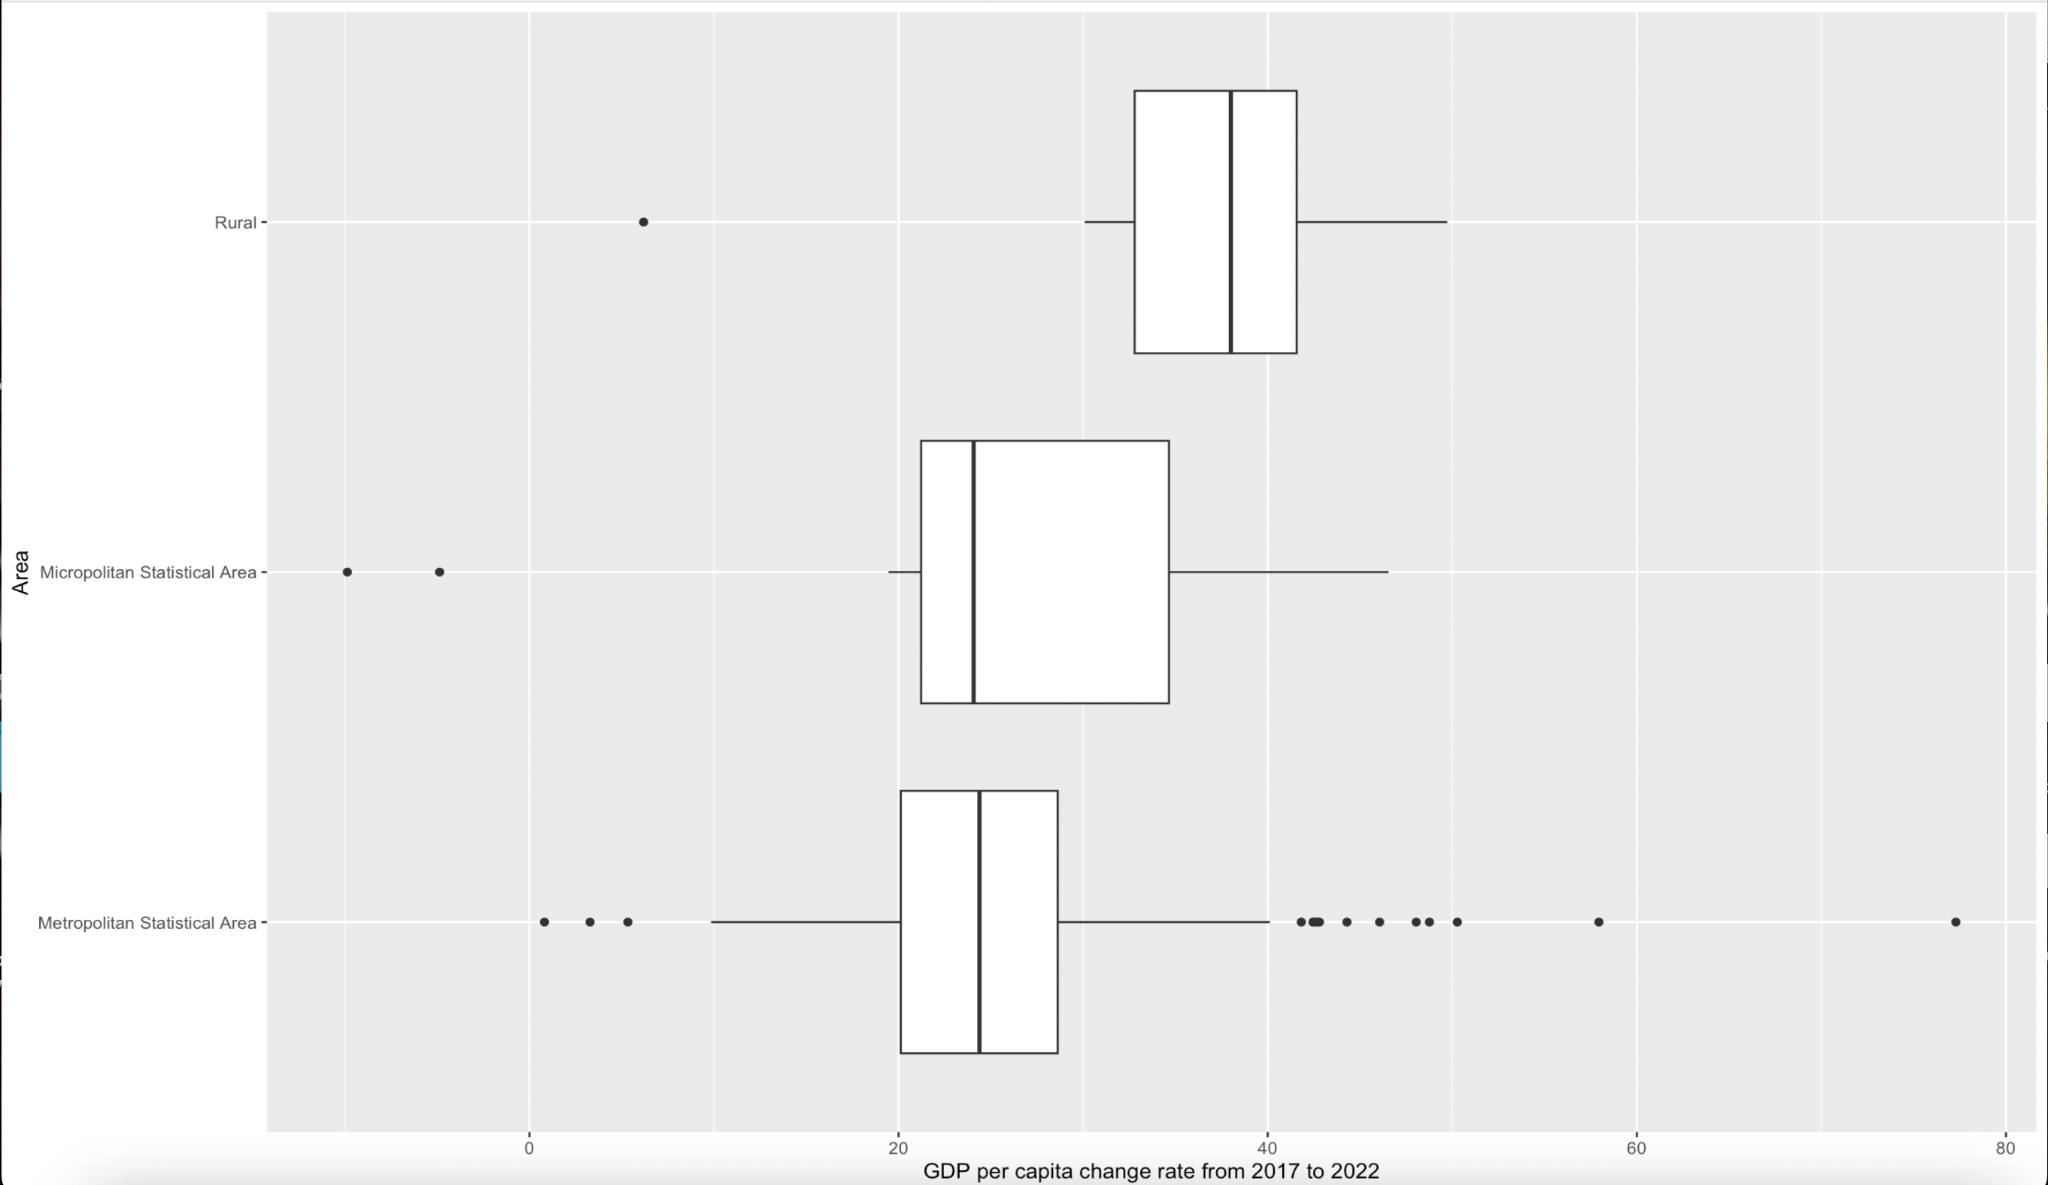 Area
Rural
Micropolitan Statistical Area
Metropolitan Statistical Area
0 20 40 60 80
GDP per capita change rate from 2017 to 2022